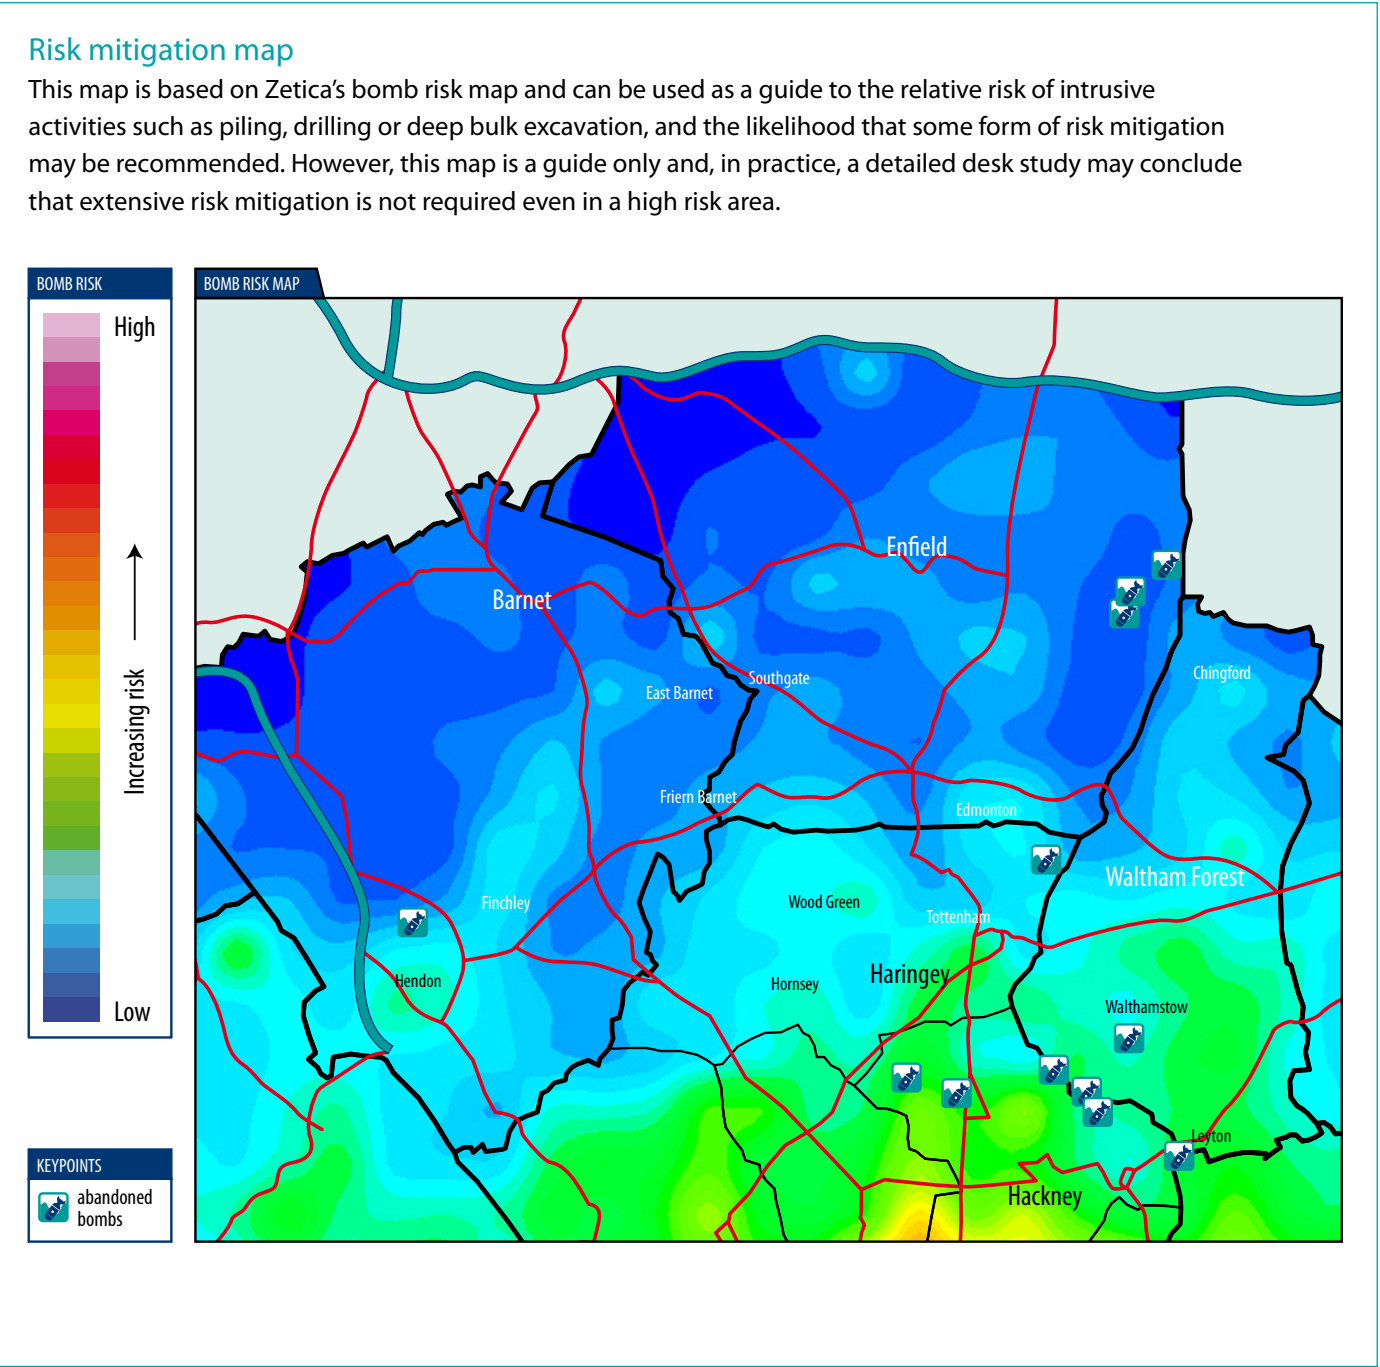 Risk mitigation map
This map is based on Zetica’s bomb risk map and can be used as a guide to the relative risk of intrusive
activities such as piling, drilling or deep bulk excavation, and the likelihood that some form of risk mitigation
may be recommended. However, this map is a guide only and, in practice, a detailed desk study may conclude
that extensive risk mitigation is not required even in a high risk area.
BOMB RISK
High
Increasing risk
Low
KEYPOINTS
abandoned
bombs
BOMB RISK MAP
Enfield
Barnet
Chingford
Southgate
East Barnet
Friern Barnet
Edmonton
Waltham Forest
Finchley
Wood Green
Tottenham
Haringey
Hendon
Hornsey
Walthamstow
Leyton
Hackney